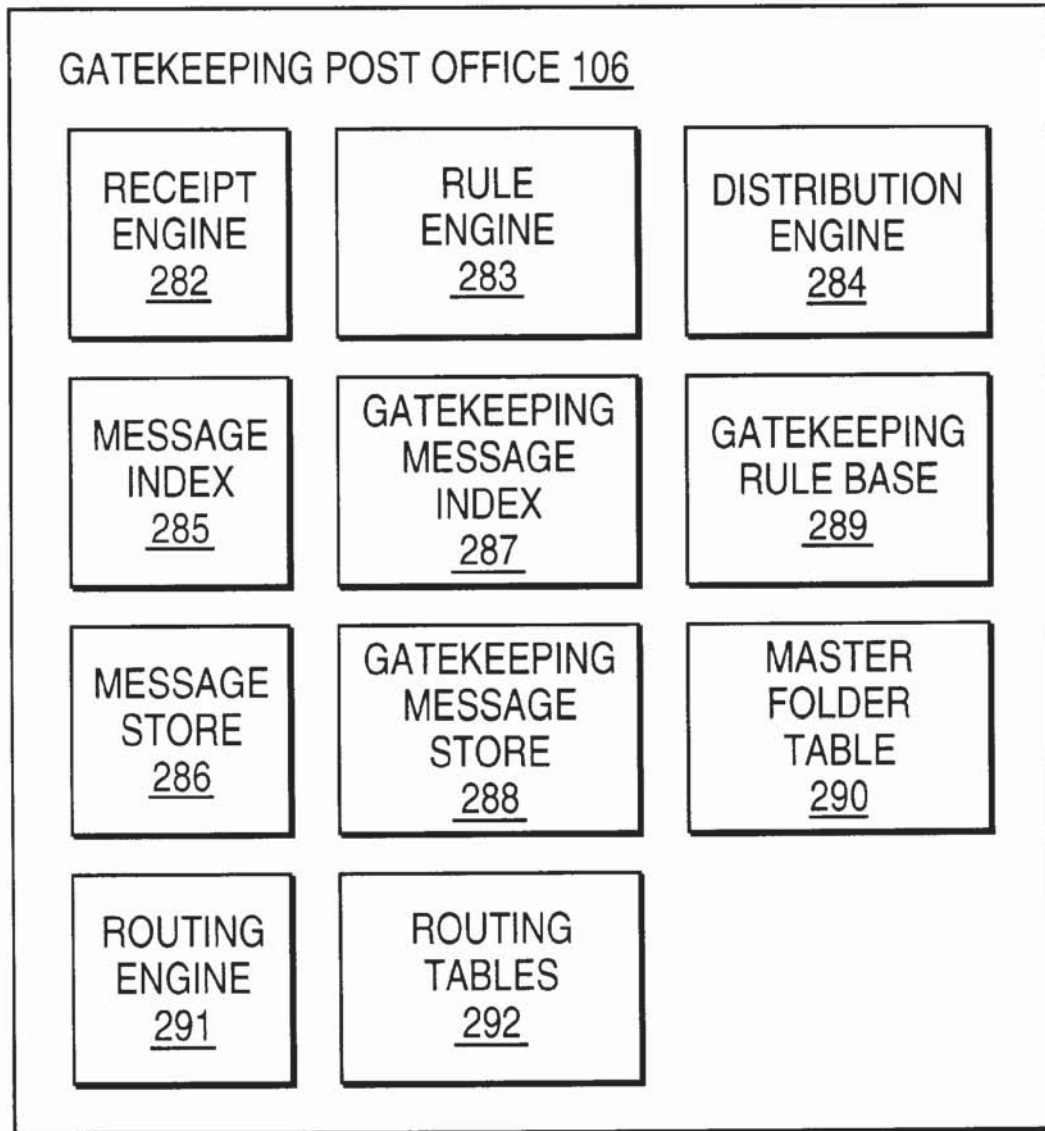 GATEKEEPING POST OFFICE 106
RECEIPT
ENGINE
282
RULE
ENGINE
283
DISTRIBUTION
ENGINE
284
MESSAGE
INDEX
285
GATEKEEPING
MESSAGE
INDEX
287
GATEKEEPING
RULE BASE
289
MESSAGE
STORE
286
GATEKEEPING
MESSAGE
STORE
288
MASTER
FOLDER
TABLE
290
ROUTING
ENGINE
291
ROUTING
TABLES
292